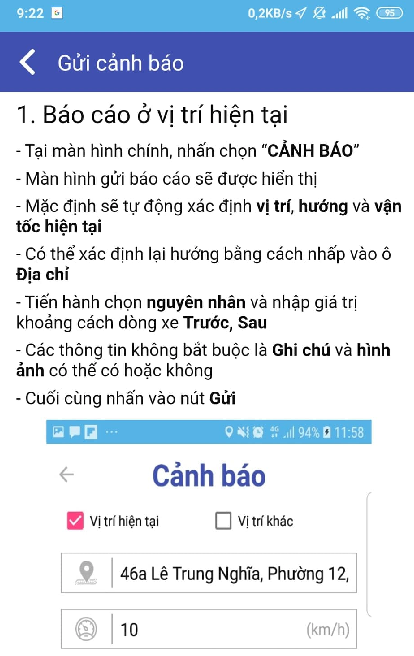 9:22
0,2KB/s
95
Gửi cảnh báo
1. Báo cáo ở vị trí hiện tại
- Tại màn hình chính, nhấn chọn “CẢNH BÁO”
- Màn hình gửi báo cáo sẽ được hiển thị
- Mặc định sẽ tự động xác định vị trí, hướng và vận
tốc hiện tại
- Có thể xác định lại hướng bằng cách nhấp vào ô
Địa chỉ
- Tiến hành chọn nguyên nhân và nhập giá trị
khoảng cách dòng xe Trước, Sau
- Các thông tin không bắt buộc là Ghi chú và hình
ảnh có thể có hoặc không
- Cuối cùng nhấn vào nút Gửi
4G 94% 11:58
Cảnh báo
Vị trí hiện tại
Vị trí khác
46a Lê Trung Nghĩa, Phường 12,
10
(km/h)